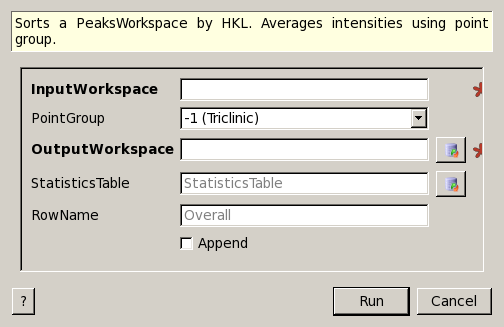 Sorts a PeaksWorkspace by HKL. Averages intensities using point
group.
InputWorkspace
PointGroup -1 (Triclinic)
OutputWorkspace
StatisticsTable StatisticsTable
RowName Overall
Append
? Run Cancel